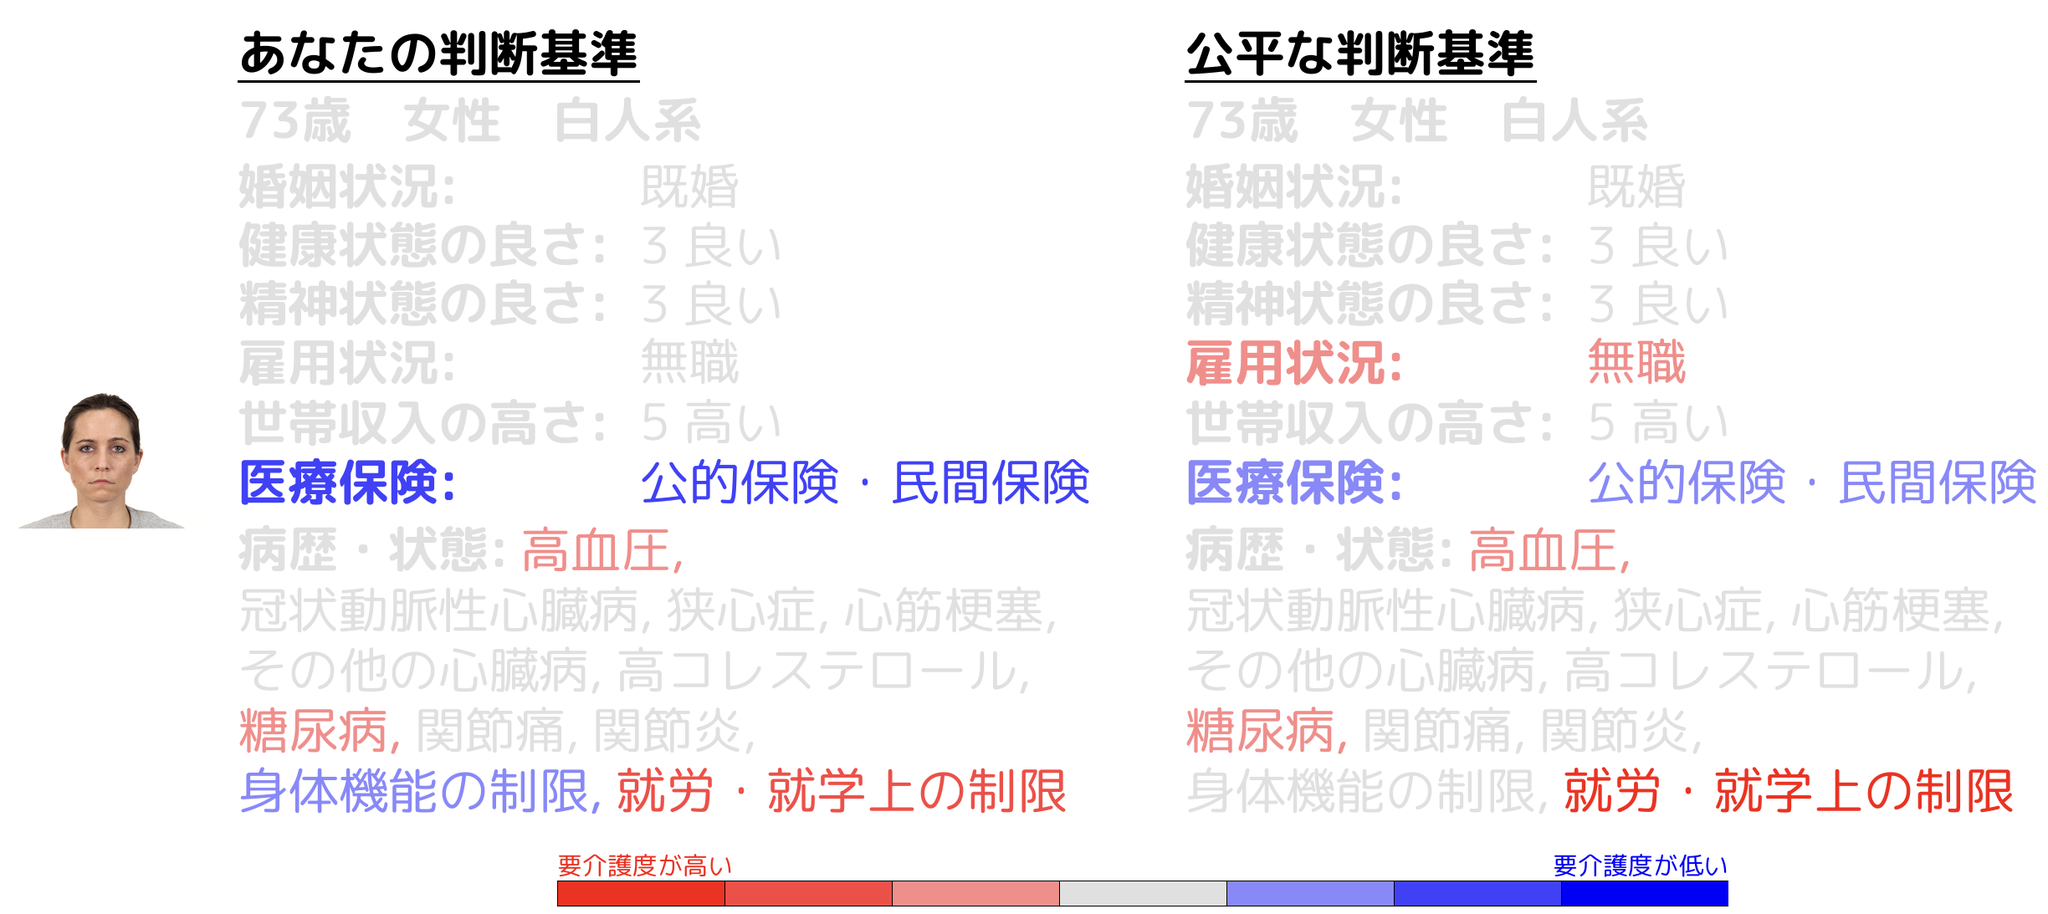 あなたの判断基準
73歳 女性 白人系
婚姻状況: 既婚
健康状態の良さ: 3 良い
精神状態の良さ: 3 良い
雇用状況: 無職
世帯収入の高さ: 5 高い
医療保険: 公的保険・民間保険
病歴・状態: 高血圧,
冠状動脈性心臓病, 狭心症, 心筋梗塞,
その他の心臓病, 高コレステロール,
糖尿病, 関節痛, 関節炎,
身体機能の制限, 就労・就学上の制限
公平な判断基準
73歳 女性 白人系
婚姻状況: 既婚
健康状態の良さ: 3 良い
精神状態の良さ: 3 良い
雇用状況: 無職
世帯収入の高さ: 5 高い
医療保険: 公的保険・民間保険
病歴・状態: 高血圧,
冠状動脈性心臓病, 狭心症, 心筋梗塞,
その他の心臓病, 高コレステロール,
糖尿病, 関節痛, 関節炎,
身体機能の制限, 就労・就学上の制限
要介護度が高い
要介護度が低い